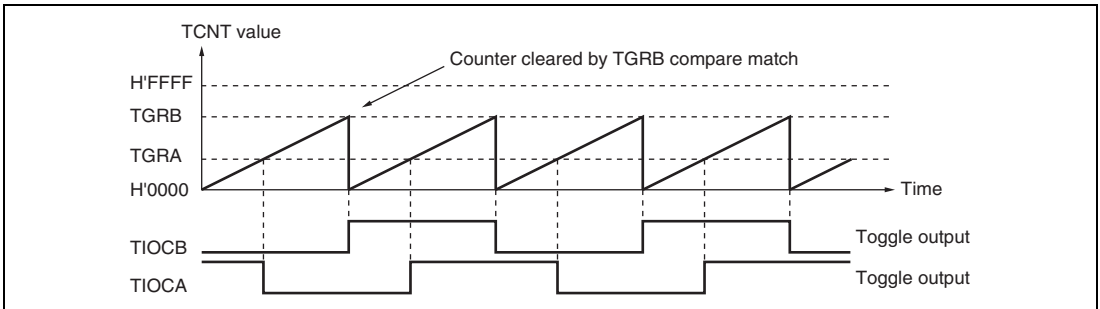 TCNT value
Counter cleared by TGRB compare match
H'FFFF
TGRB
TGRA
H'0000
Time
TIOCB
Toggle output
TIOCA
Toggle output